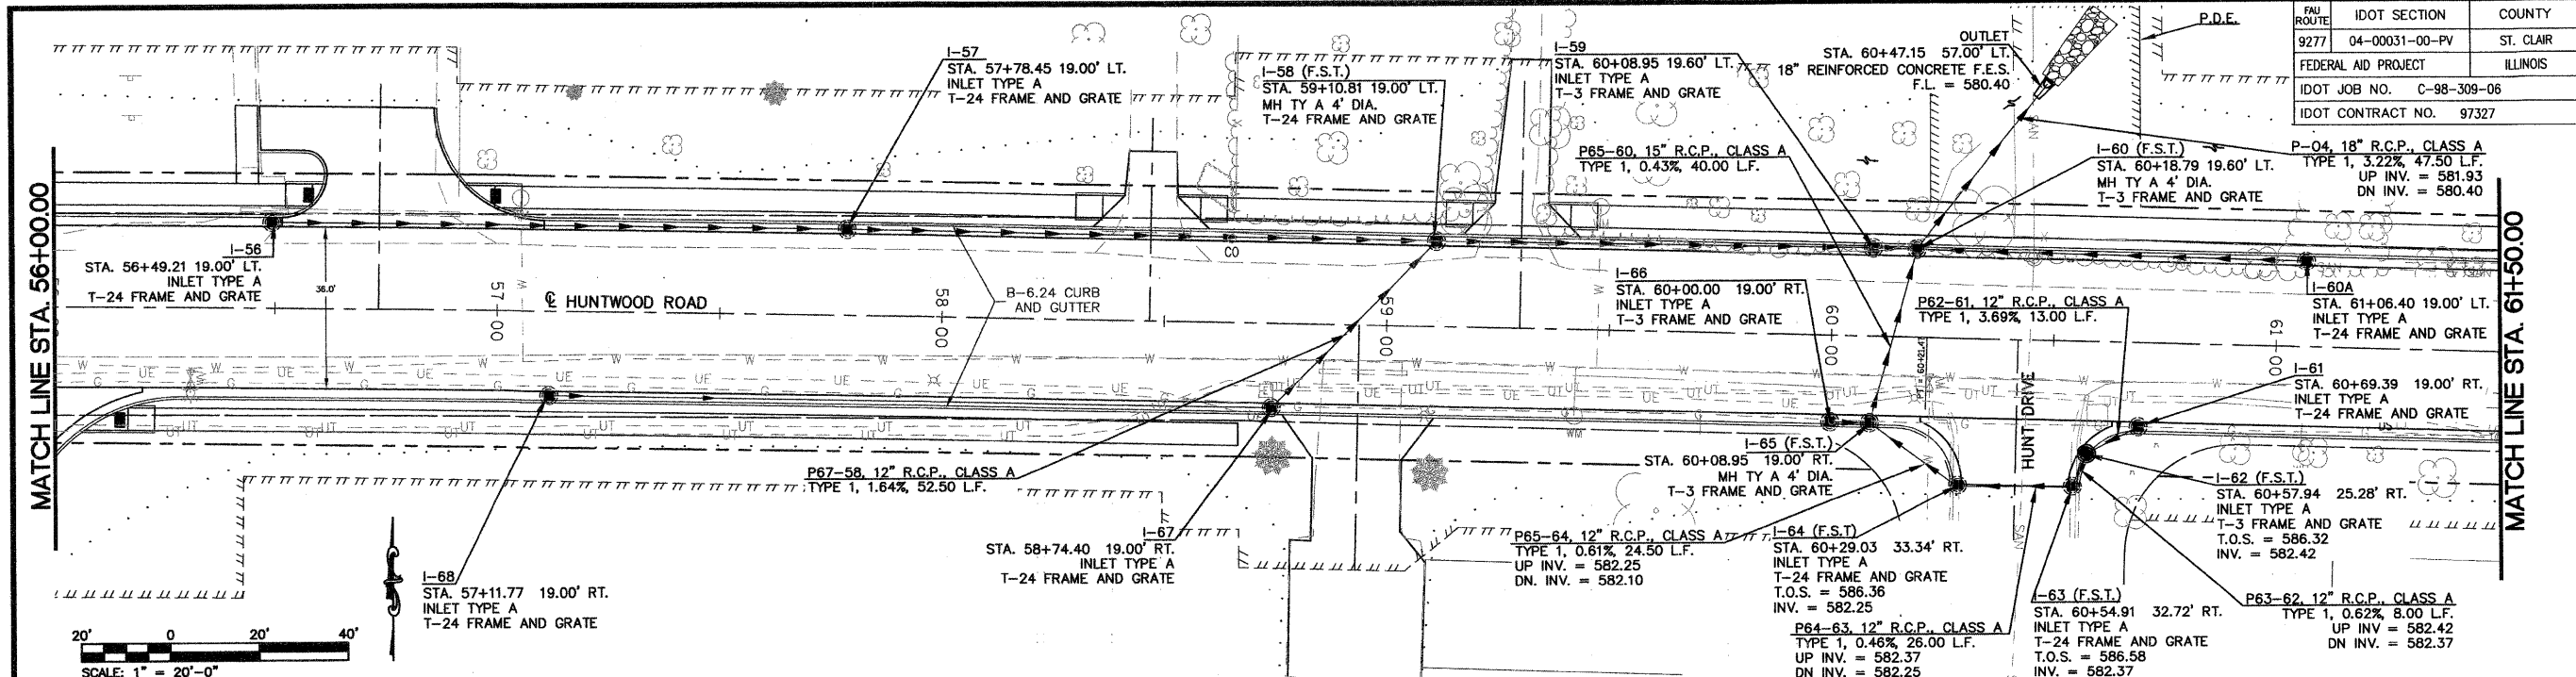 FAU ROUTE
IDOT SECTION
COUNTY
9277
04-00031-00-PV
ST. CLAIR
FEDERAL AID PROJECT
ILLINOIS
IDOT JOB NO. C-98-309-06
IDOT CONTRACT NO. 97327
P.D.E.
I-57
STA. 57+78.45 19.00' LT.
INLET TYPE A
T-24 FRAME AND GRATE
I-58 (F.S.T.)
STA. 59+10.81 19.00' LT.
MH TY A 4' DIA.
T-24 FRAME AND GRATE
I-59
STA. 60+08.95 19.60' LT.
INLET TYPE A
T-3 FRAME AND GRATE
OUTLET
STA. 60+47.15 57.00' LT.
18" REINFORCED CONCRETE F.E.S.
F.L. = 580.40
P65-60, 15" R.C.P., CLASS A
TYPE 1, 0.43%, 40.00 L.F.
I-60 (F.S.T.)
STA. 60+18.79 19.60' LT.
MH TY A 4' DIA.
T-3 FRAME AND GRATE
P-04, 18" R.C.P., CLASS A
TYPE 1, 3.22%, 47.50 L.F.
UP INV. = 581.93
DN INV. = 580.40
SAN
MATCH LINE STA. 56+00.00
I-56
STA. 56+49.21 19.00' LT.
INLET TYPE A
T-24 FRAME AND GRATE
36.0'
57+00
℄ HUNTWOOD ROAD
58+00
B-6.24 CURB
AND GUTTER
CO
59+00
I-66
STA. 60+00.00 19.00' RT.
INLET TYPE A
T-3 FRAME AND GRATE
60+00
P62-61, 12" R.C.P., CLASS A
TYPE 1, 3.69%, 13.00 L.F.
I-60A
STA. 61+06.40 19.00' LT.
INLET TYPE A
T-24 FRAME AND GRATE
61+00
MATCH LINE STA. 61+50.00
W W W W W W W
UE UE UE UE UE UE
G G G G G
UT UT UT UT UT UT
WM
HUNT DRIVE
I-61
STA. 60+69.39 19.00' RT.
INLET TYPE A
T-24 FRAME AND GRATE
P67-58, 12" R.C.P., CLASS A
TYPE 1, 1.64%, 52.50 L.F.
I-65 (F.S.T.)
STA. 60+08.95 19.00' RT.
MH TY A 4' DIA.
T-3 FRAME AND GRATE
I-62 (F.S.T.)
STA. 60+57.94 25.28' RT.
INLET TYPE A
T-3 FRAME AND GRATE
T.O.S. = 586.32
INV. = 582.42
SAN
I-67
STA. 58+74.40 19.00' RT.
INLET TYPE A
T-24 FRAME AND GRATE
P65-64, 12" R.C.P., CLASS A
TYPE 1, 0.61%, 24.50 L.F.
UP INV. = 582.25
DN. INV. = 582.10
I-64 (F.S.T)
STA. 60+29.03 33.34' RT.
INLET TYPE A
T-24 FRAME AND GRATE
T.O.S. = 586.36
INV. = 582.25
I-68
STA. 57+11.77 19.00' RT.
INLET TYPE A
T-24 FRAME AND GRATE
I-63 (F.S.T.)
STA. 60+54.91 32.72' RT.
INLET TYPE A
T-24 FRAME AND GRATE
T.O.S. = 586.58
INV. = 582.37
P63-62, 12" R.C.P., CLASS A
TYPE 1, 0.62%, 8.00 L.F.
UP INV = 582.42
DN INV = 582.37
P64-63, 12" R.C.P., CLASS A
TYPE 1, 0.46%, 26.00 L.F.
UP INV. = 582.37
DN INV. = 582.25
20' 0 20' 40'
SCALE: 1" = 20'-0"